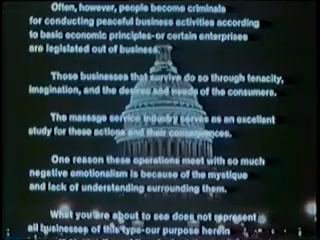 Often, however, people become criminals
for conducting peaceful business activities according
to basic economic principles-or certain enterprises
are legislated out of business.
Those businesses that survive do so through tenacity,
imagination, and the desires and needs of the consumers.
The massage service industry serves as an excellent
study for these actions and their consequences.
One reason these operations meet with so much
negative emotionalism is because of the mystique
and lack of understanding surrounding them.
What you are about to see does not represent
all businesses of this type-our purpose herein